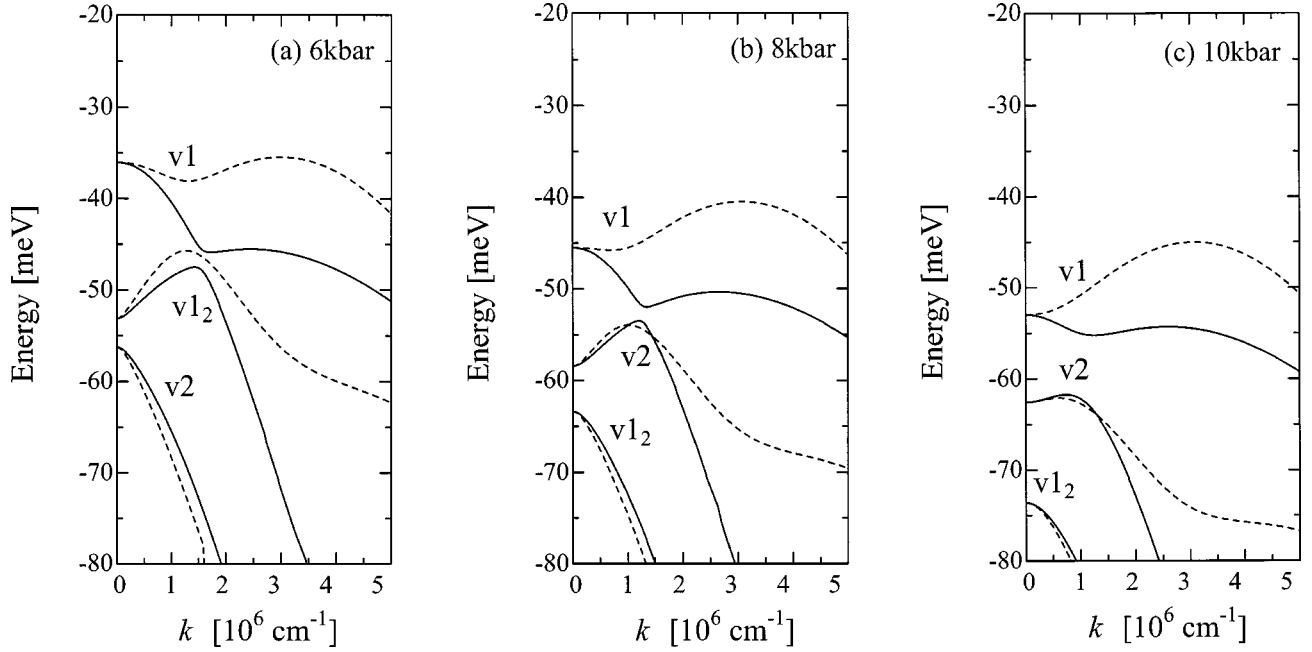 (a) 6kbar
Energy [meV]
-20
-30
-40
-50
-60
-70
-80
v1
v1₂
v2
0 1 2 3 4 5
k [10⁶ cm⁻¹]
(b) 8kbar
Energy [meV]
-20
-30
-40
-50
-60
-70
-80
v1
v2
v1₂
0 1 2 3 4 5
k [10⁶ cm⁻¹]
(c) 10kbar
Energy [meV]
-20
-30
-40
-50
-60
-70
-80
v1
v2
v1₂
0 1 2 3 4 5
k [10⁶ cm⁻¹]